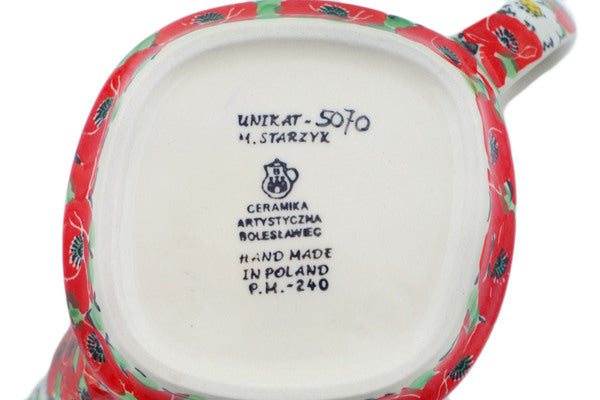 UNIKAT - 5070
M. STARZYK
B
CERAMIKA
ARTYSTYCZNA
BOLESŁAWIEC
HAND MADE
IN POLAND
P.M.-240